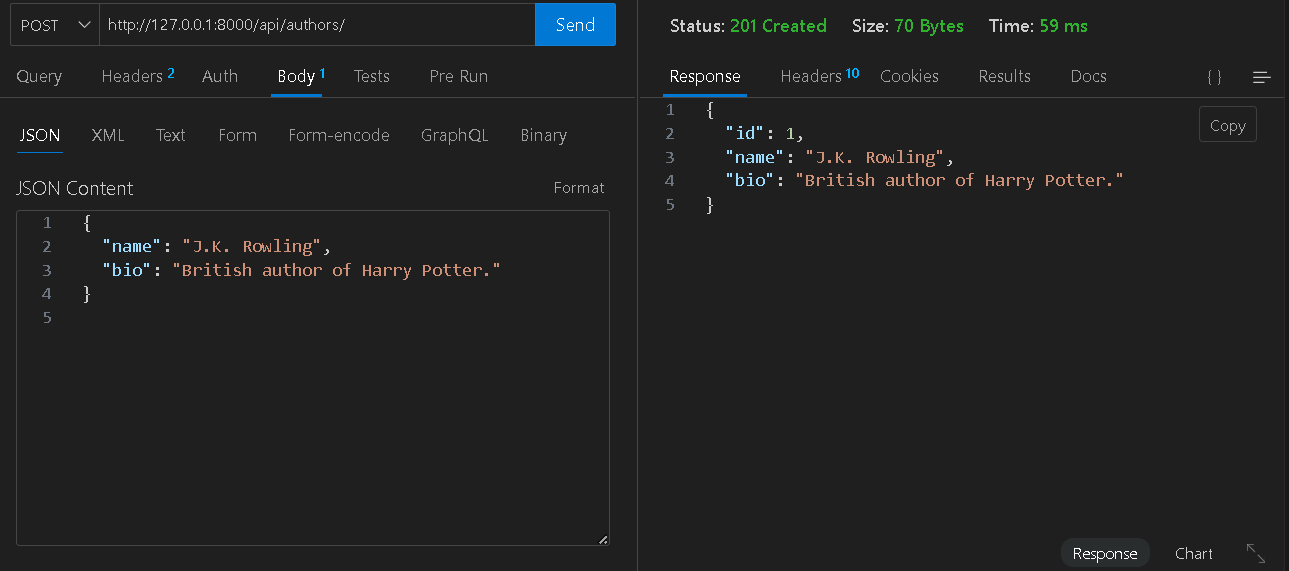 POST http://127.0.0.1:8000/api/authors/ Send
Query Headers 2 Auth Body 1 Tests Pre Run
JSON XML Text Form Form-encode GraphQL Binary
JSON Content Format
1 {
2 "name": "J.K. Rowling",
3 "bio": "British author of Harry Potter."
4 }
5
Status: 201 Created Size: 70 Bytes Time: 59 ms
Response Headers 10 Cookies Results Docs { }
Copy
1 {
2 "id": 1,
3 "name": "J.K. Rowling",
4 "bio": "British author of Harry Potter."
5 }
Response Chart